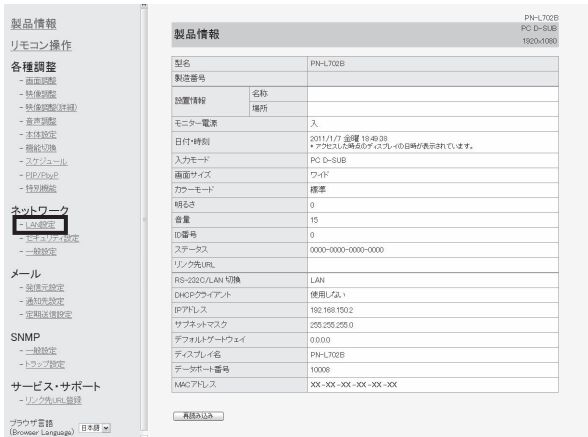 製品情報
リモコン操作
各種調整
- 画面調整
- 映像調整
- 映像調整(詳細)
- 音声調整
- 本体設定
- 機能切換
- スケジュール
- PIP/PbyP
- 特別機能
ネットワーク
- LAN設定
- セキュリティ設定
- 一般設定
メール
- 発信元設定
- 通知先設定
- 定期送信設定
SNMP
- 一般設定
- トラップ設定
サービス・サポート
- リンク先URL登録
ブラウザ言語
(Browser Language) 日本語
製品情報
PN-L702B
PC D-SUB
1920x1080
型名 PN-L702B
製造番号
設置情報 名称
場所
モニター電源 入
日付・時刻 2011/1/7 金曜 18:49:38
* アクセスした時点のディスプレイの日時が表示されています。
入力モード PC D-SUB
画面サイズ ワイド
カラーモード 標準
明るさ 0
音量 15
ID番号 0
ステータス 0000-0000-0000-0000
リンク先URL
RS-232C/LAN 切換 LAN
DHCPクライアント 使用しない
IPアドレス 192.168.150.2
サブネットマスク 255.255.255.0
デフォルトゲートウェイ 0.0.0.0
ディスプレイ名 PN-L702B
データポート番号 10008
MACアドレス XX-XX-XX-XX-XX-XX
再読み込み